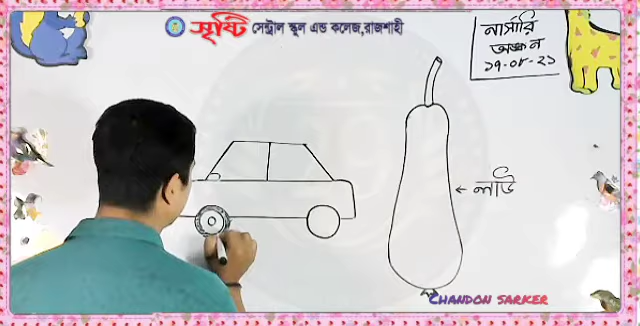 সৃষ্টি সেন্ট্রাল স্কুল এন্ড কলেজ,রাজশাহী
নার্সারি
অঙ্কন
১৭-০৮-২১
← লাউ
CHANDON SARKER